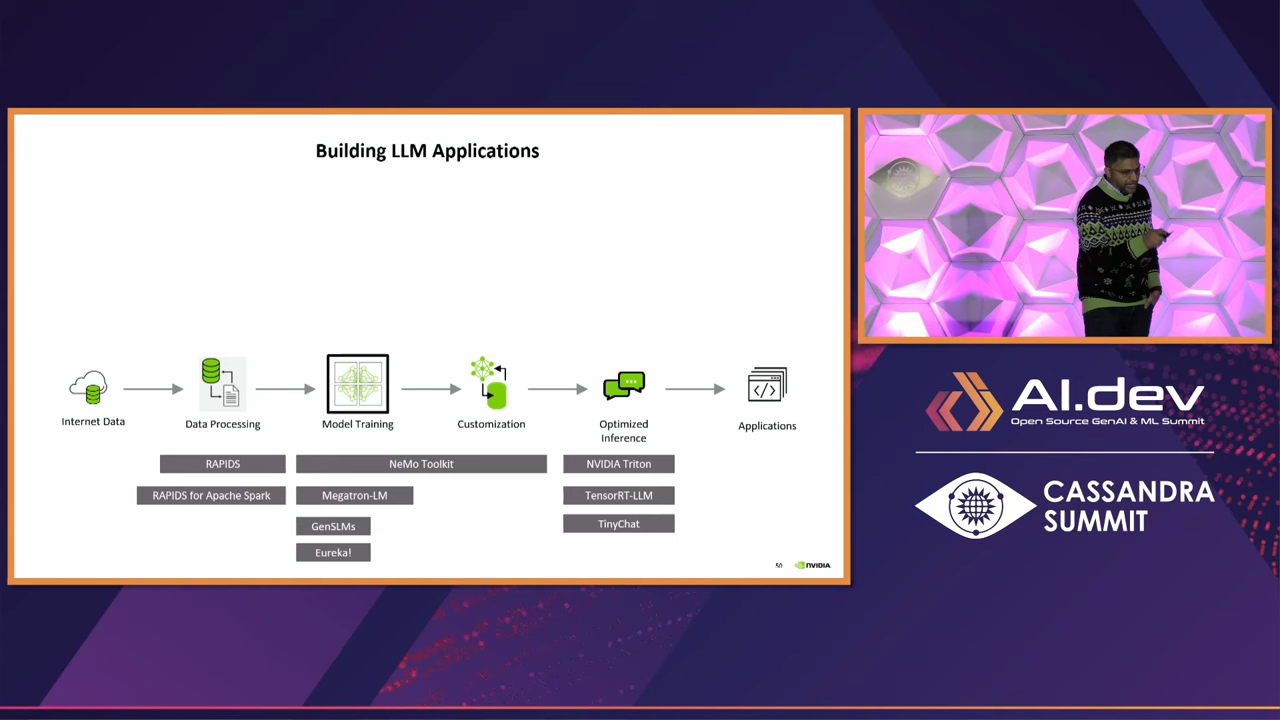 Building LLM Applications
Internet Data
Data Processing
Model Training
Customization
Optimized
Inference
Applications
RAPIDS
NeMo Toolkit
NVIDIA Triton
RAPIDS for Apache Spark
Megatron-LM
TensorRT-LLM
GenSLMs
TinyChat
Eureka!
50
NVIDIA
AI.dev
Open Source GenAI & ML Summit
CASSANDRA
SUMMIT